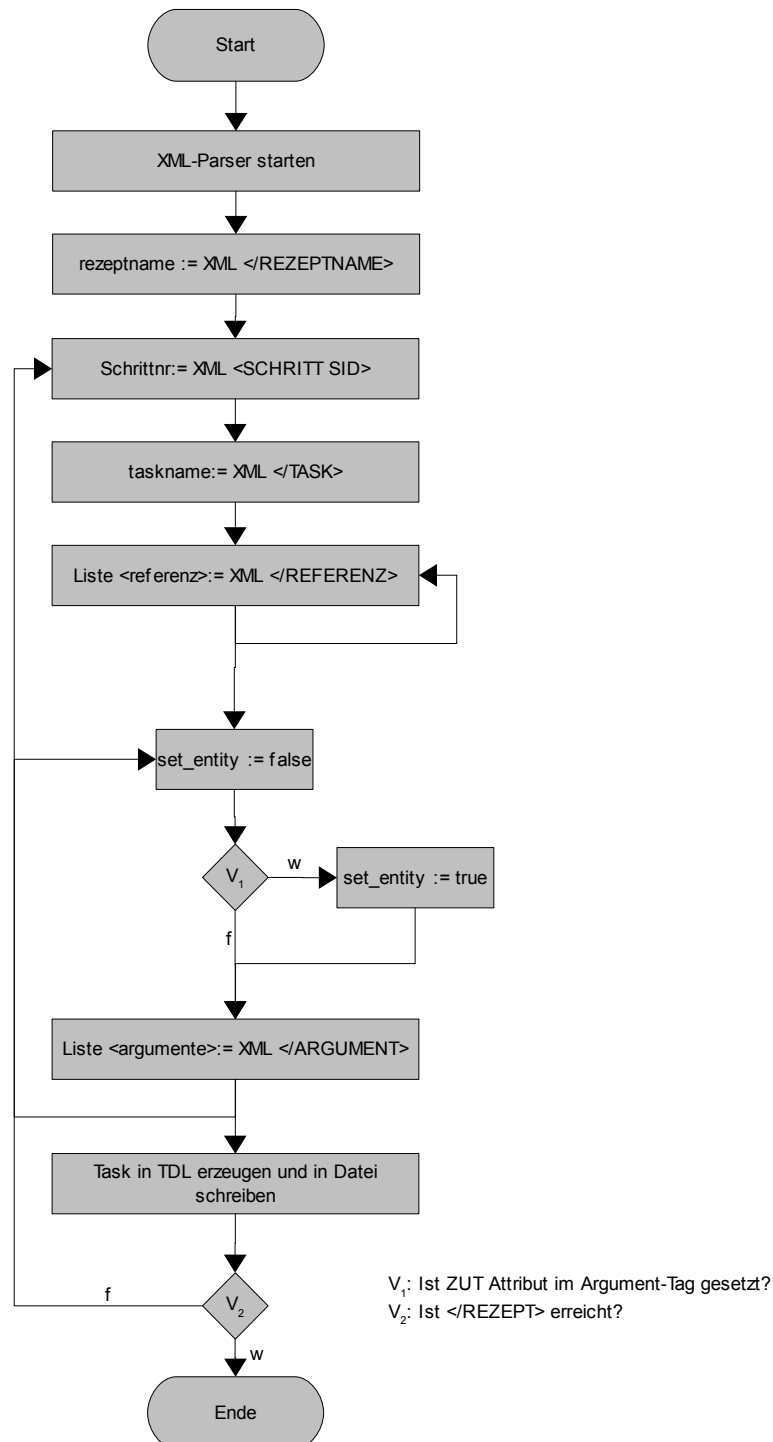 Start
XML-Parser starten
rezeptname := XML </REZEPTNAME>
Schrittnr:= XML <SCHRITT SID>
taskname:= XML </TASK>
Liste <referenz>:= XML </REFERENZ>
set_entity := false
V₁
w
set_entity := true
f
Liste <argumente>:= XML </ARGUMENT>
Task in TDL erzeugen und in Datei
schreiben
f
V₂
w
V₁: Ist ZUT Attribut im Argument-Tag gesetzt?
V₂: Ist </REZEPT> erreicht?
Ende